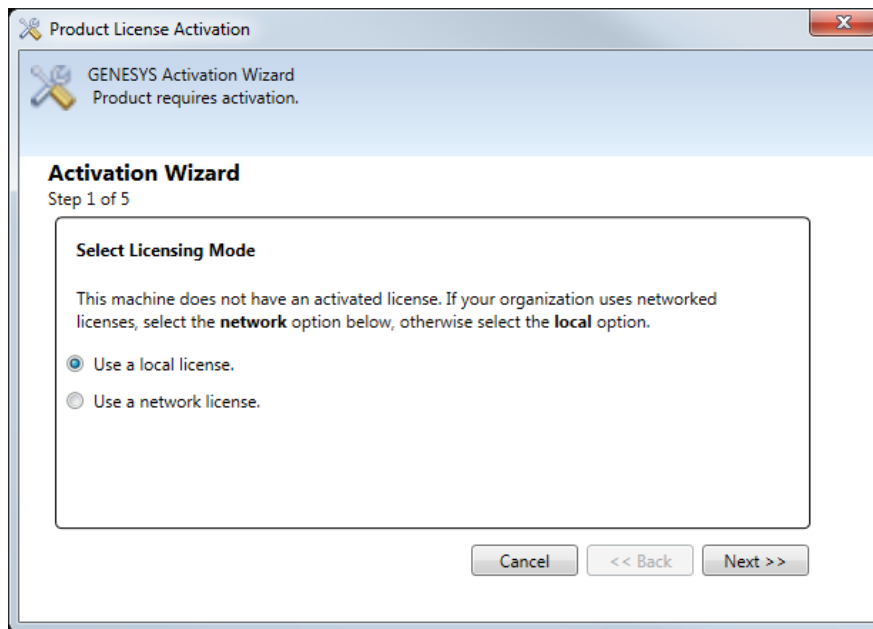 Product License Activation
GENESYS Activation Wizard
Product requires activation.
Activation Wizard
Step 1 of 5
Select Licensing Mode
This machine does not have an activated license. If your organization uses networked
licenses, select the network option below, otherwise select the local option.
Use a local license.
Use a network license.
Cancel
<< Back
Next >>